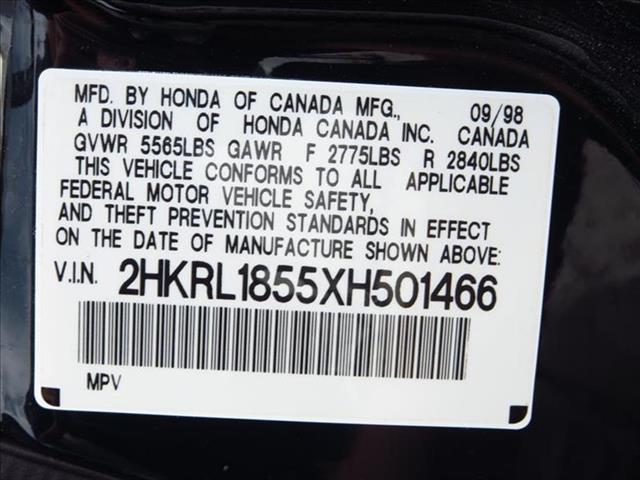 MFD. BY HONDA OF CANADA MFG., 09/98
A DIVISION OF HONDA CANADA INC. CANADA
GVWR 5565LBS GAWR F 2775LBS R 2840LBS
THIS VEHICLE CONFORMS TO ALL APPLICABLE
FEDERAL MOTOR VEHICLE SAFETY,
AND THEFT PREVENTION STANDARDS IN EFFECT
ON THE DATE OF MANUFACTURE SHOWN ABOVE:
V.I.N. 2HKRL1855XH501466
MPV